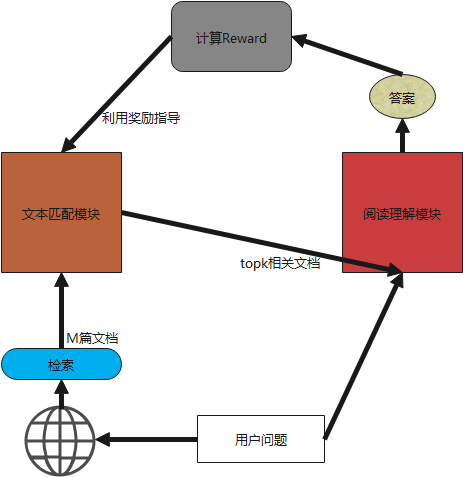 计算Reward
答案
利用奖励指导
文本匹配模块
阅读理解模块
topk相关文档
M篇文档
检索
用户问题